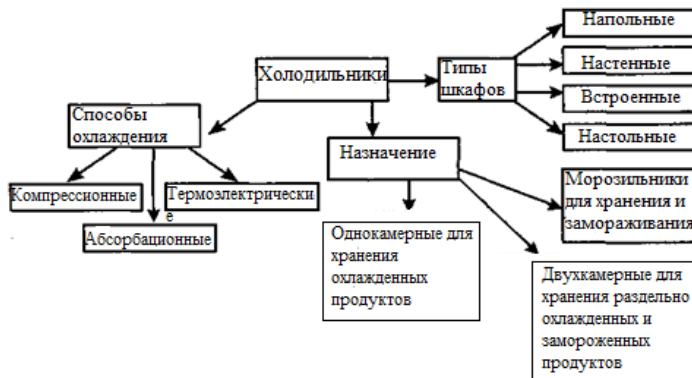 Холодильники
Типы
шкафов
Напольные
Настенные
Встроенные
Настольные
Способы
охлаждения
Компрессионные
Термоэлектрически
е
Абсорбационные
Назначение
Однокамерные для
хранения
охлажденных
продуктов
Двухкамерные для
хранения раздельно
охлажденных и
замороженных
продуктов
Морозильники
для хранения и
замораживания